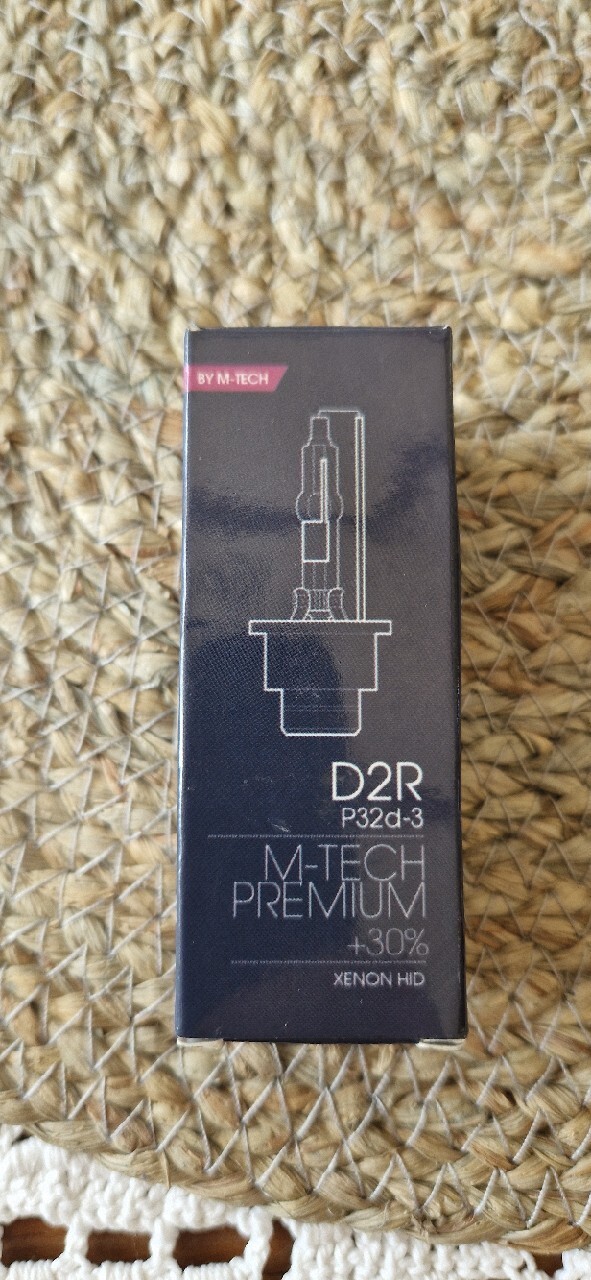 BY M-TECH
D2R
P32d-3
M-TECH
PREMIUM
+30%
XENON HID